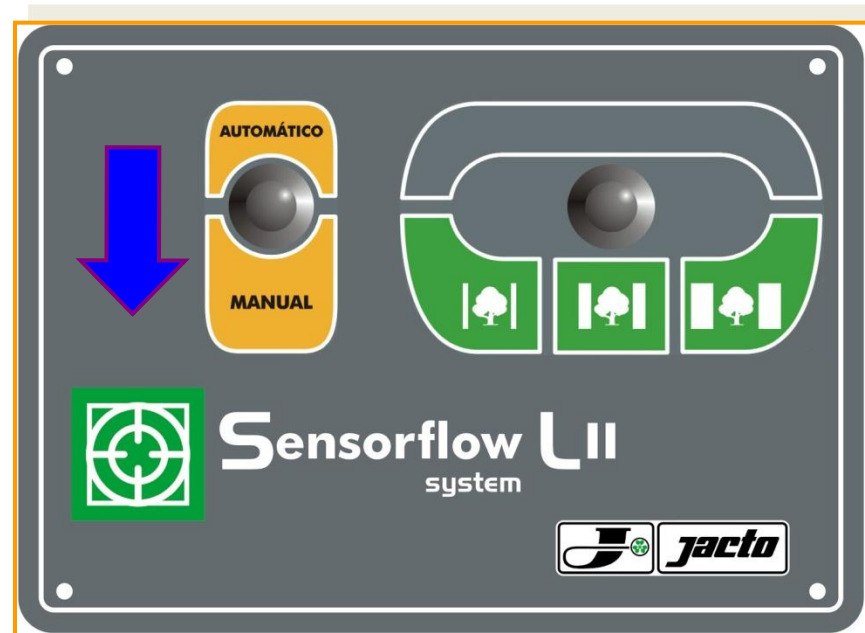 AUTOMÁTICO
MANUAL
Sensorflow LII
system
J jacto